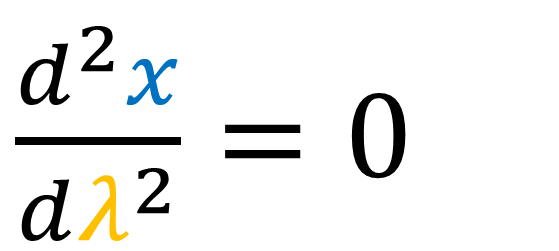 d²x
dλ² = 0